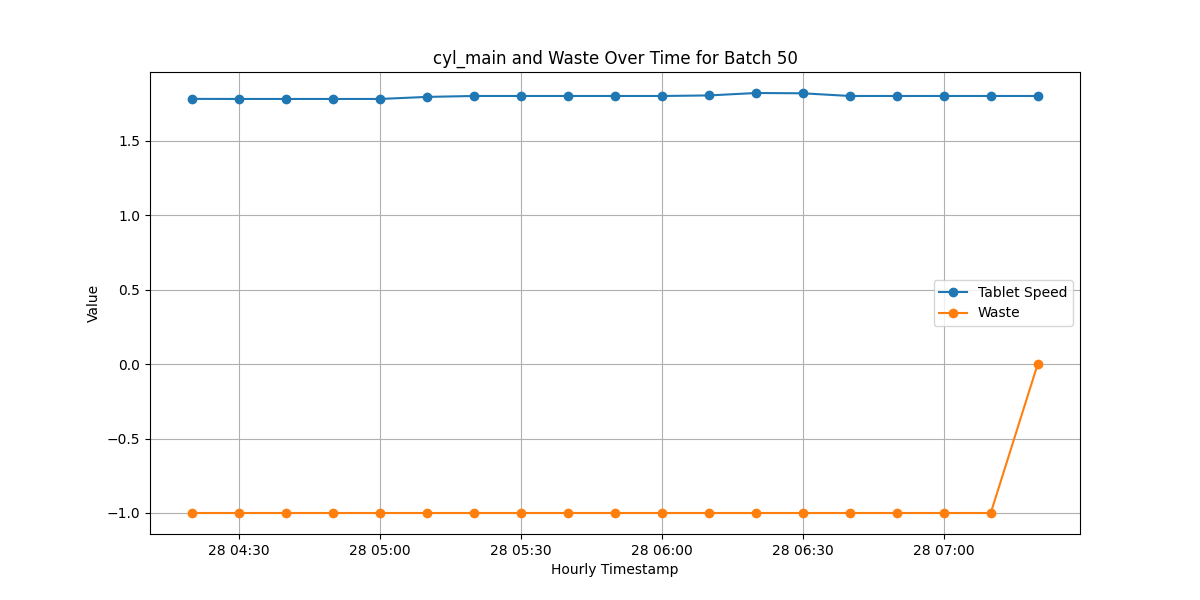 cyl_main and Waste Over Time for Batch 50
Value
1.5
1.0
0.5
0.0
−0.5
−1.0
Tablet Speed
Waste
28 04:30
28 05:00
28 05:30
28 06:00
28 06:30
28 07:00
Hourly Timestamp